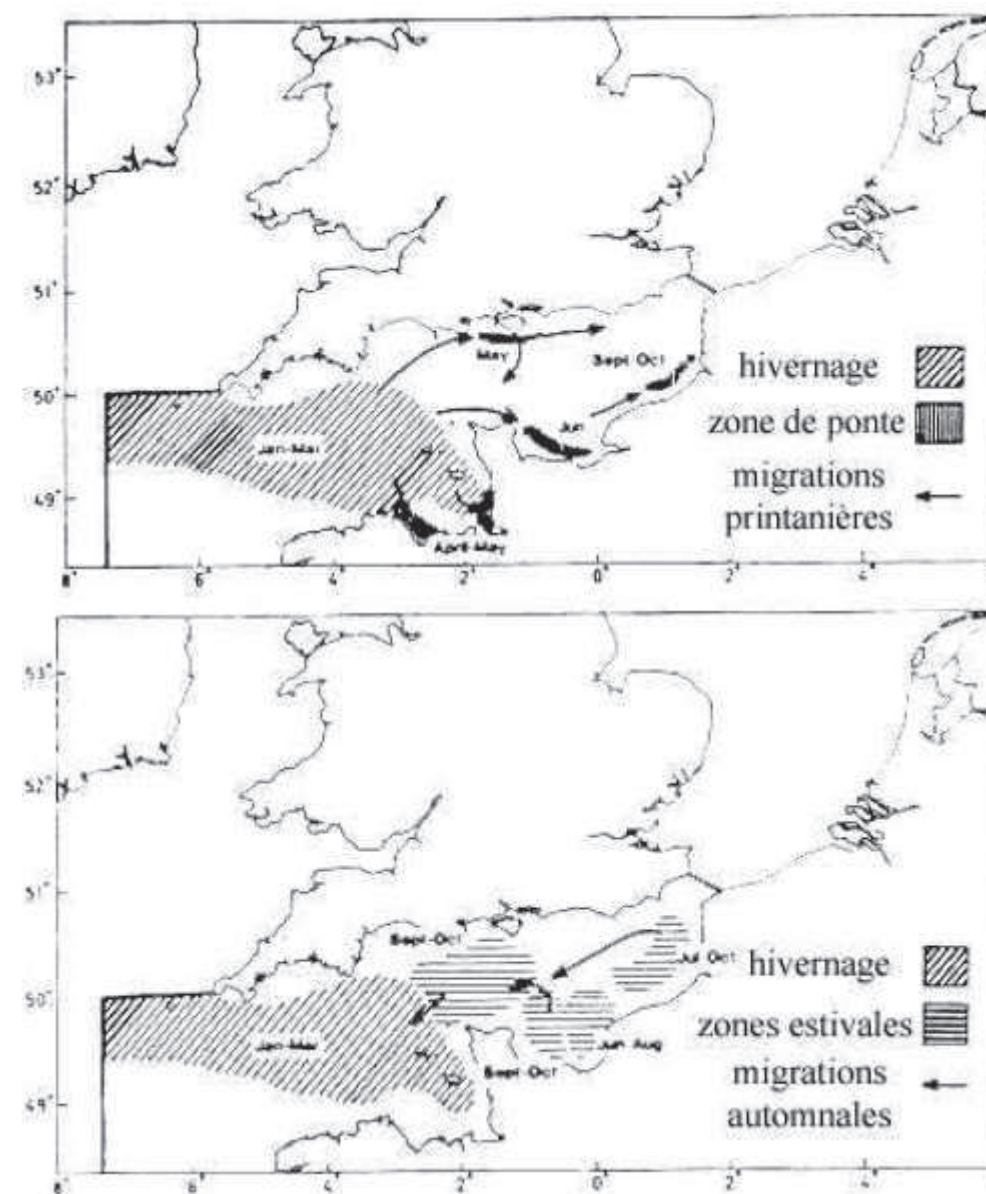 53°
52°
51°
50°
49°
8°
6°
4°
2°
0°
2°
4°
May
Sept-Oct
Jun
Jan-Mar
April-May
hivernage
zone de ponte
migrations
printanières
53°
52°
51°
50°
49°
8°
6°
4°
2°
0°
2°
4°
Sept-Oct
Jul Oct
Jan-Mar
Jun Aug
Sept-Oct
hivernage
zones estivales
migrations
automnales